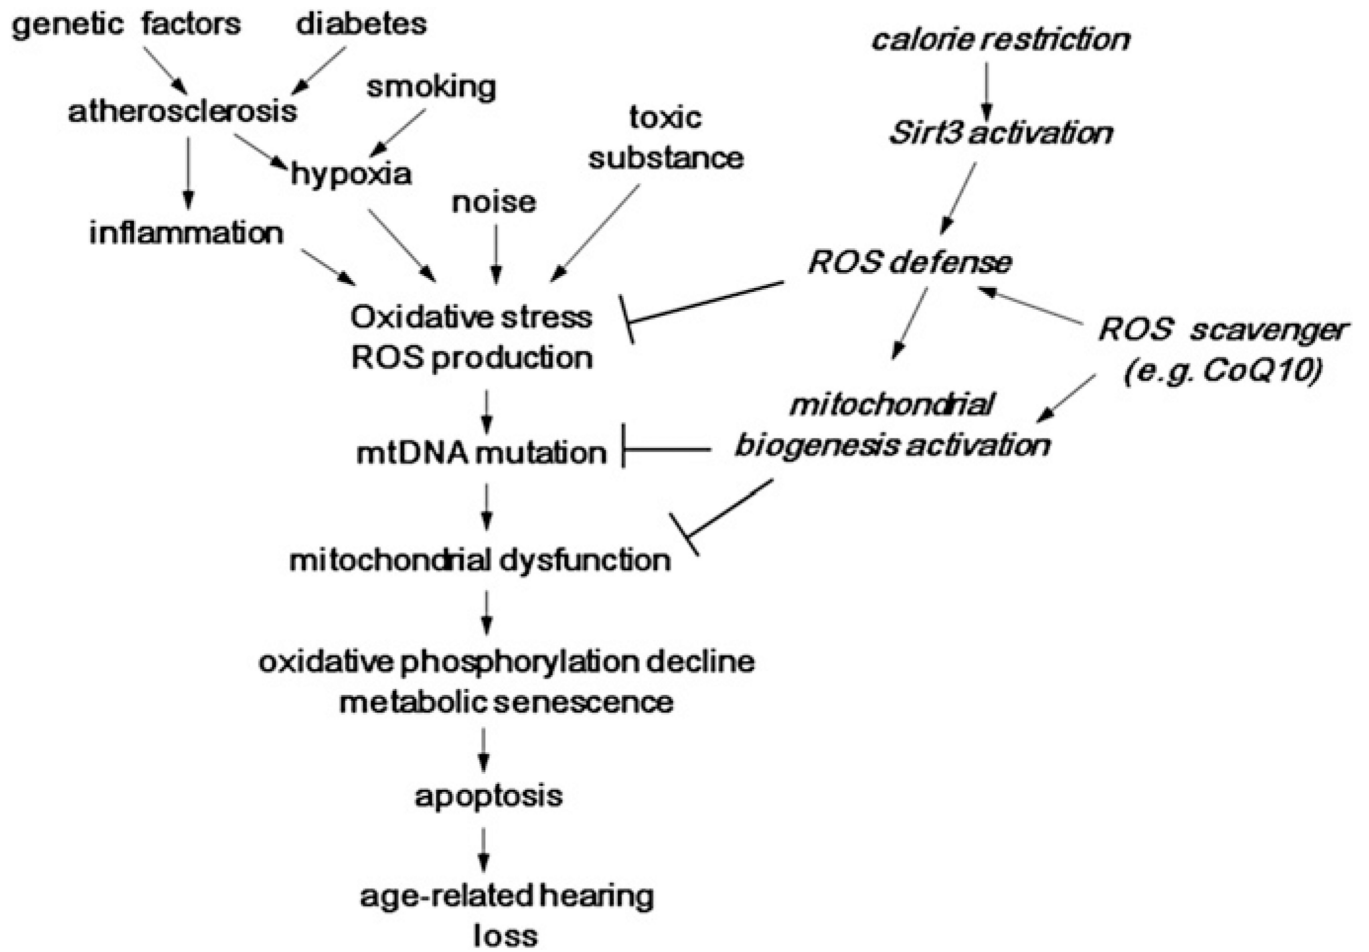 genetic factors
diabetes
calorie restriction
smoking
atherosclerosis
toxic
substance
Sirt3 activation
hypoxia
noise
inflammation
ROS defense
Oxidative stress
ROS production
ROS scavenger
(e.g. CoQ10)
mitochondrial
biogenesis activation
mtDNA mutation
mitochondrial dysfunction
oxidative phosphorylation decline
metabolic senescence
apoptosis
age-related hearing
loss